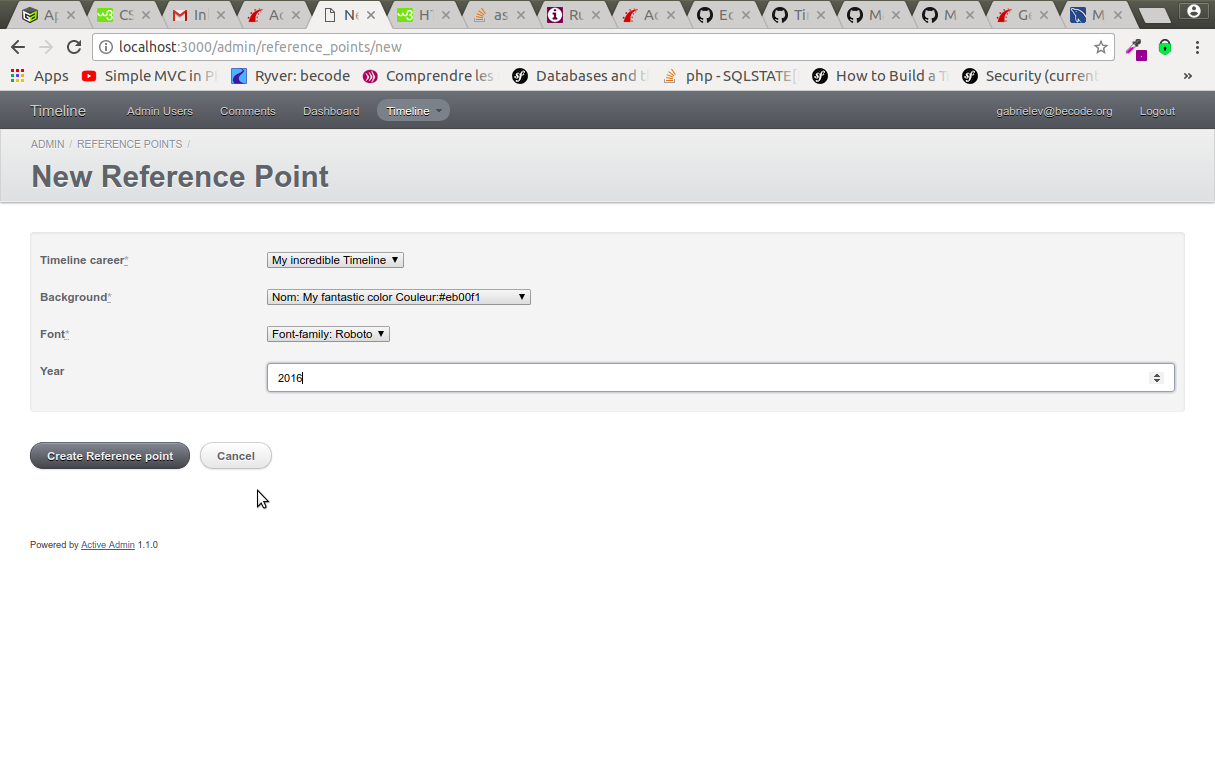 Ap CS In Ac Ne HT as Ru Ac Ec Ti M M Ge M
localhost:3000/admin/reference_points/new
Apps Simple MVC in P Ryver: becode Comprendre les Databases and t php - SQLSTATE[ How to Build a T Security (current »
Timeline Admin Users Comments Dashboard Timeline gabrielev@becode.org Logout
ADMIN / REFERENCE POINTS /
New Reference Point
Timeline career* My incredible Timeline
Background* Nom: My fantastic color Couleur:#eb00f1
Font* Font-family: Roboto
Year 2016
Create Reference point Cancel
Powered by Active Admin 1.1.0